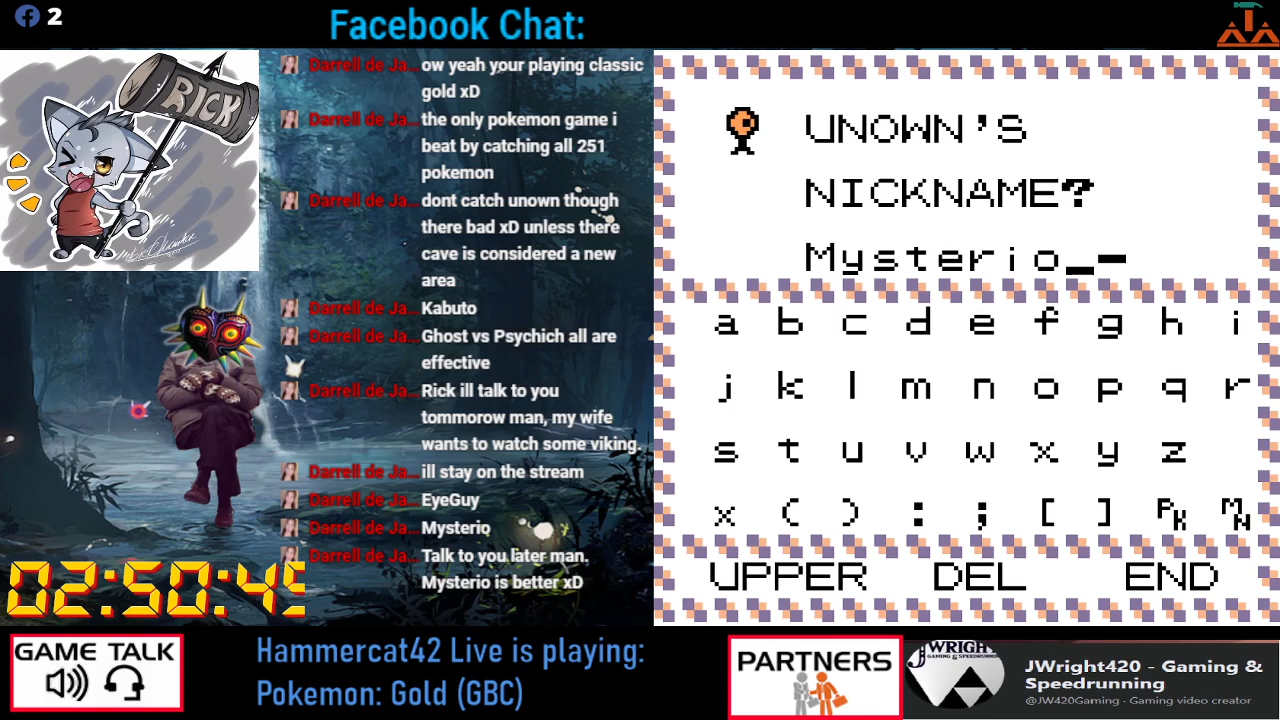 2
Facebook Chat:
RICK
Darrell de Ja... ow yeah your playing classic
gold xD
Darrell de Ja... the only pokemon game i
beat by catching all 251
pokemon
Darrell de Ja... dont catch unown though
there bad xD unless there
cave is considered a new
area
Darrell de Ja... Kabuto
Darrell de Ja... Ghost vs Psychich all are
effective
Darrell de Ja... Rick ill talk to you
tommorow man, my wife
wants to watch some viking.
Darrell de Ja... ill stay on the stream
Darrell de Ja... EyeGuy
Darrell de Ja... Mysterio
Darrell de Ja... Talk to you later man.
Mysterio is better xD
02:50:45
UNOWN'S
NICKNAME?
Mysterio
a b c d e f g h i
j k l m n o p q r
s t u v w x y z
× ( ) : ; [ ] PK MN
UPPER DEL END
GAME TALK
Hammercat42 Live is playing:
Pokemon: Gold (GBC)
PARTNERS
JWRIGHT
GAMING & SPEEDRUNNING
JWright420 - Gaming &
Speedrunning
@JW420Gaming - Gaming video creator